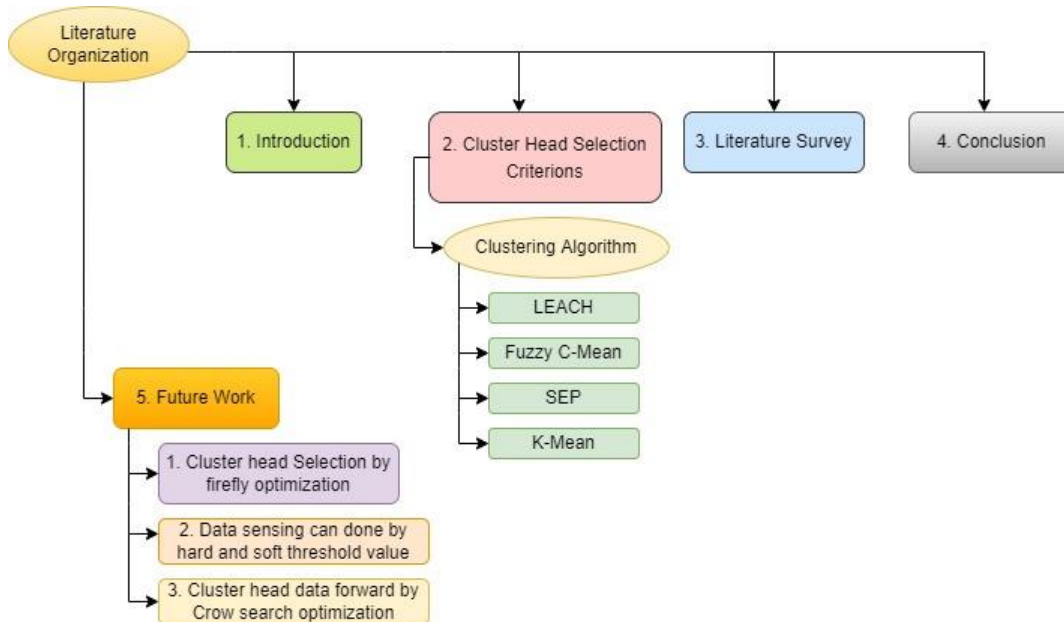 Literature
Organization
1. Introduction
2. Cluster Head Selection
Criterions
3. Literature Survey
4. Conclusion
Clustering Algorithm
LEACH
Fuzzy C-Mean
SEP
K-Mean
5. Future Work
1. Cluster head Selection by
firefly optimization
2. Data sensing can done by
hard and soft threshold value
3. Cluster head data forward by
Crow search optimization